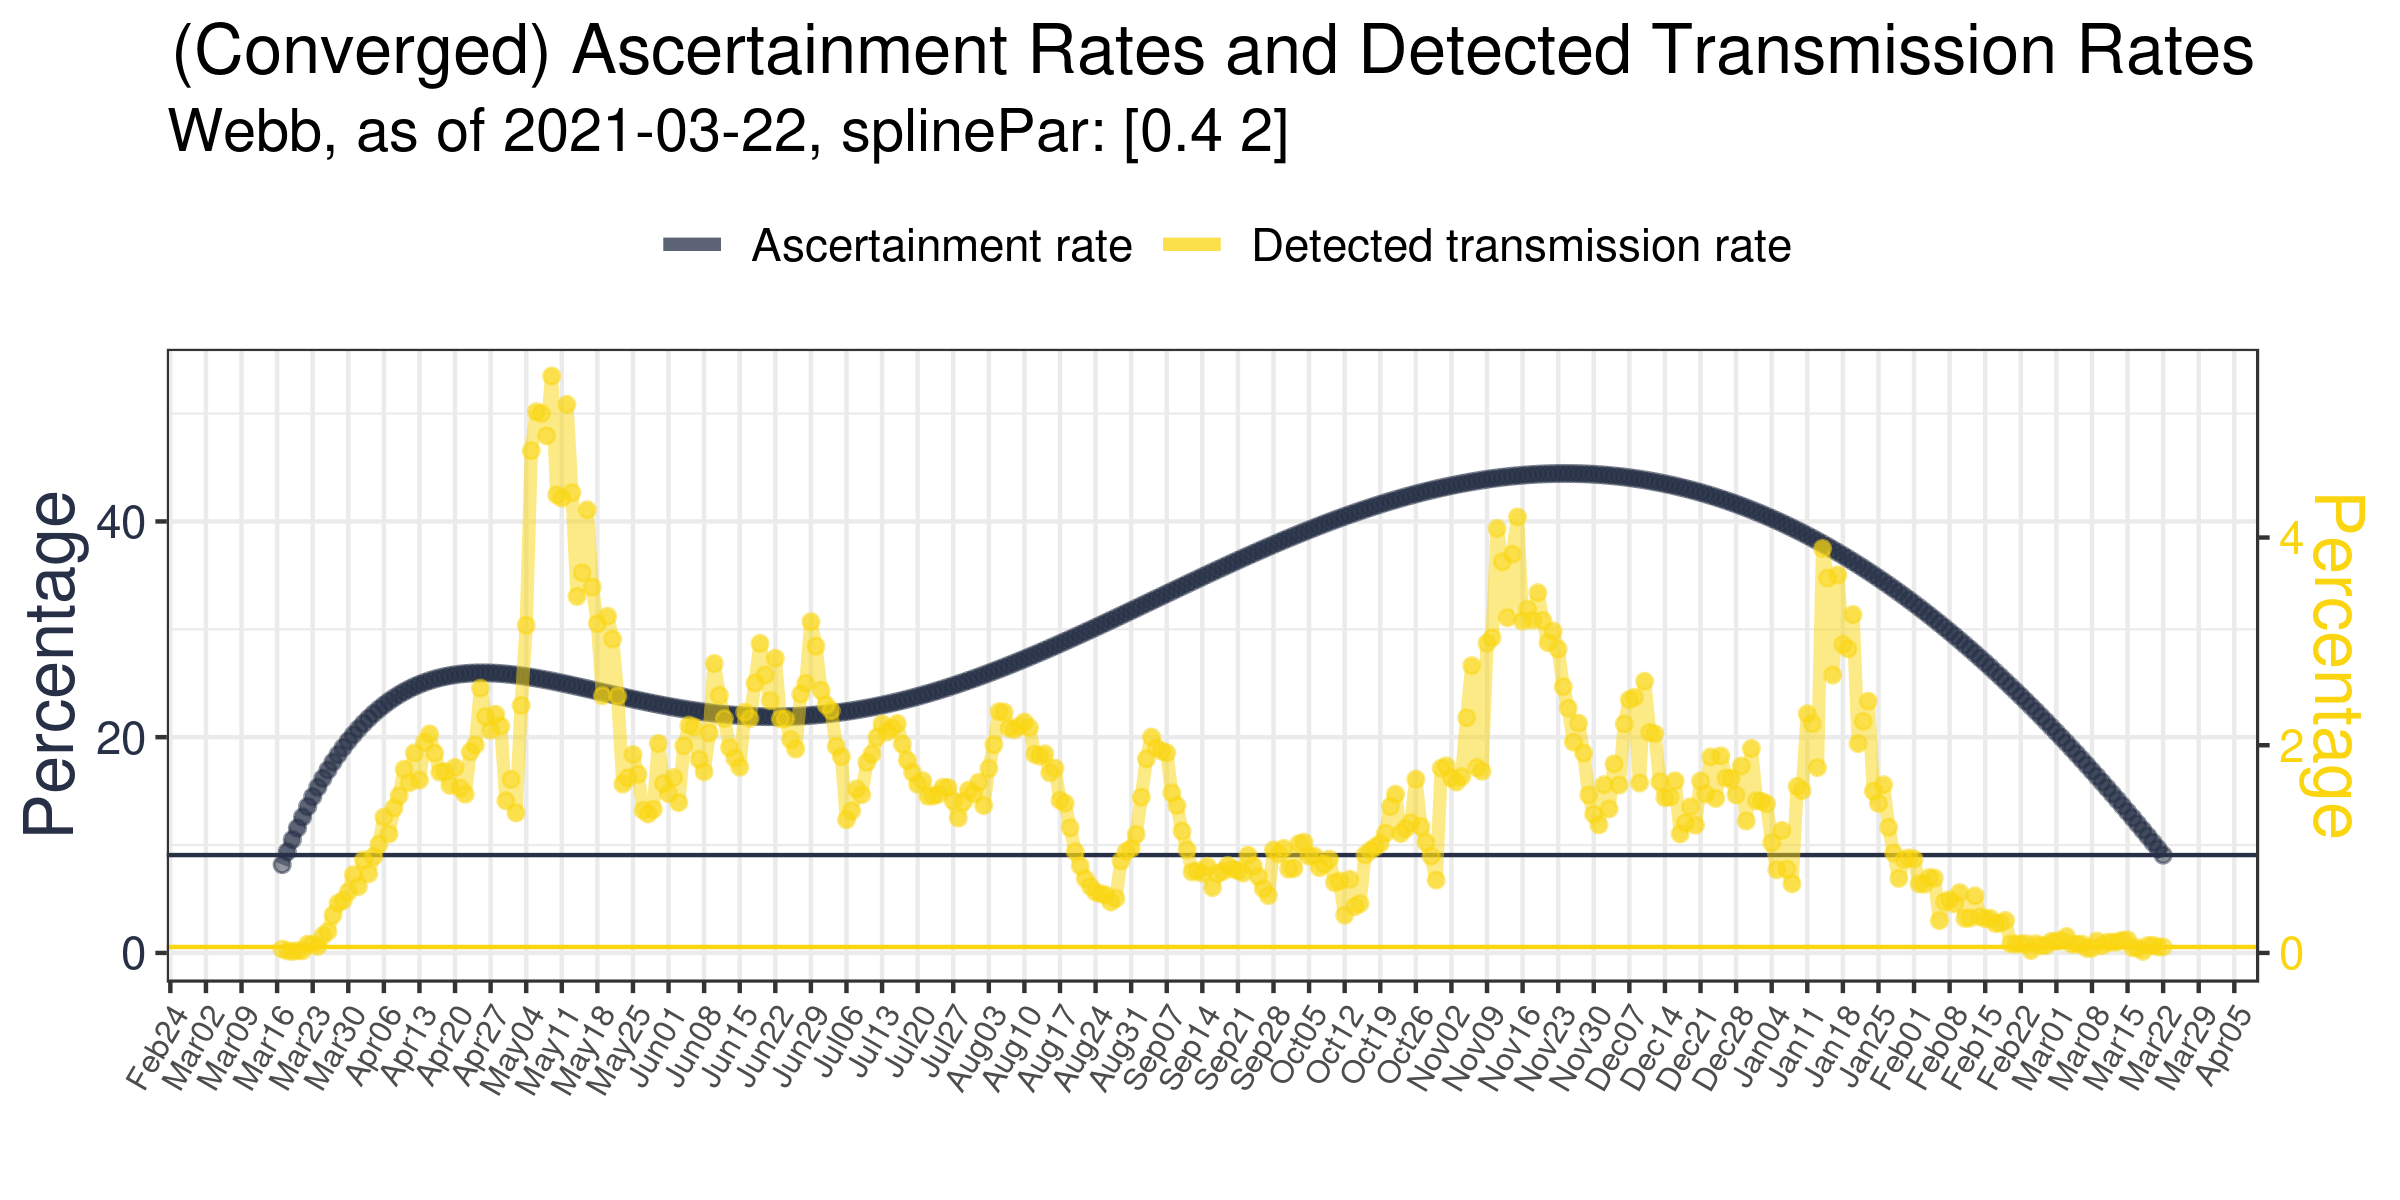 (Converged) Ascertainment Rates and Detected Transmission Rates
Webb, as of 2021-03-22, splinePar: [0.4 2]
Ascertainment rate
Detected transmission rate
Percentage
40
20
0
4
2
0
Percentage
Feb24
Mar02
Mar09
Mar16
Mar23
Mar30
Apr06
Apr13
Apr20
Apr27
May04
May11
May18
May25
Jun01
Jun08
Jun15
Jun22
Jun29
Jul06
Jul13
Jul20
Jul27
Aug03
Aug10
Aug17
Aug24
Aug31
Sep07
Sep14
Sep21
Sep28
Oct05
Oct12
Oct19
Oct26
Nov02
Nov09
Nov16
Nov23
Nov30
Dec07
Dec14
Dec21
Dec28
Jan04
Jan11
Jan18
Jan25
Feb01
Feb08
Feb15
Feb22
Mar01
Mar08
Mar15
Mar22
Mar29
Apr05